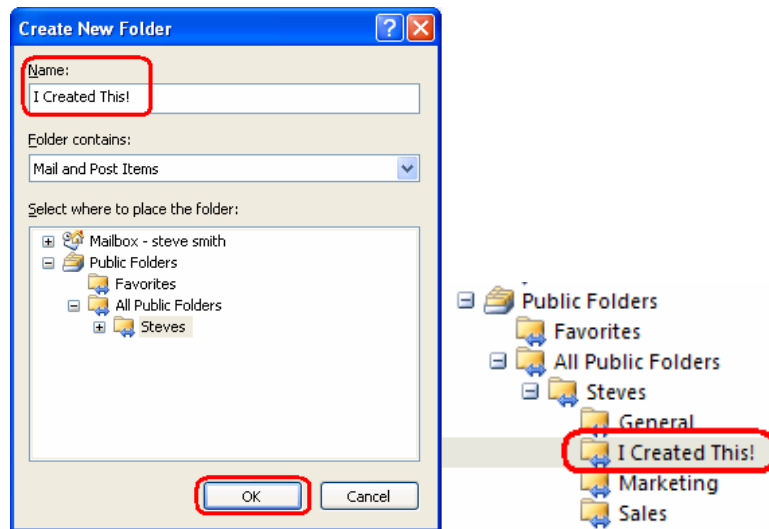 Create New Folder
Name:
I Created This!
Folder contains:
Mail and Post Items
Select where to place the folder:
Mailbox - steve smith
Public Folders
Favorites
All Public Folders
Steves
OK Cancel
Public Folders
Favorites
All Public Folders
Steves
General
I Created This!
Marketing
Sales